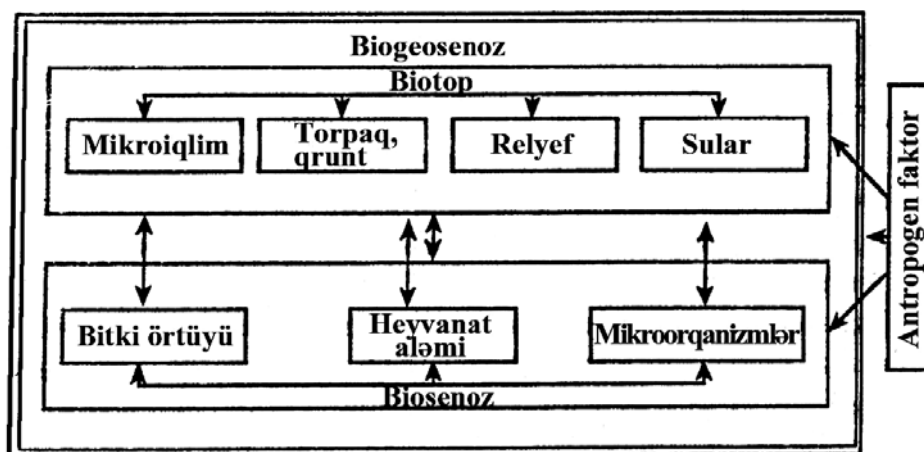 Biogeosenoz
Biotop
Mikroiqlim
Torpaq,
qrunt
Relyef
Sular
Bitki örtüyü
Heyvanat
aləmi
Mikroorqanizmlər
Biosenoz
Antropogen faktor